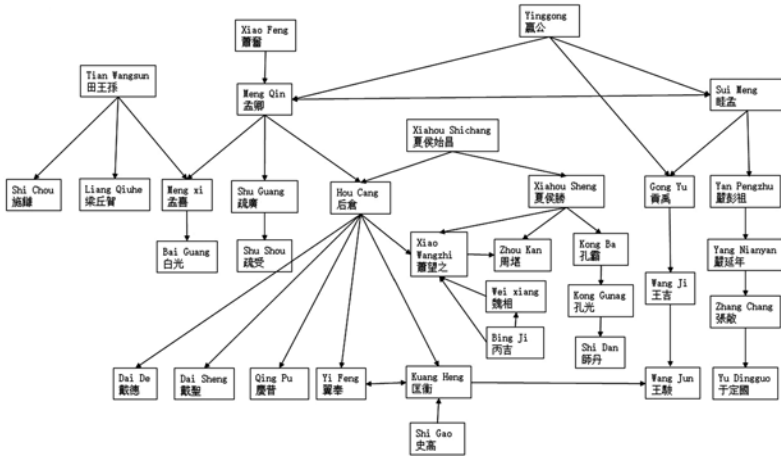 Yinggong
嬴公
Xiao Feng
蕭奮
Tian Wangsun
田王孫
Meng Qin
孟卿
Sui Meng
眭孟
Xiahou Shichang
夏侯始昌
Shi Chou
施讎
Liang Qiuhe
梁丘賀
Meng xi
孟喜
Shu Guang
疏廣
Hou Cang
后倉
Xiahou Sheng
夏侯勝
Gong Yu
貢禹
Yan Pengzhu
嚴彭祖
Bai Guang
白光
Shu Shou
疏受
Xiao
Wangzhi
蕭望之
Zhou Kan
周堪
Kong Ba
孔霸
Yang Nianyan
嚴延年
Wei xiang
魏相
Kong Gunag
孔光
Wang Ji
王吉
Zhang Chang
張敞
Bing Ji
丙吉
Shi Dan
師丹
Dai De
戴德
Dai Sheng
戴聖
Qing Pu
慶普
Yi Feng
翼奉
Kuang Heng
匡衡
Wang Jun
王駿
Yu Dingguo
于定國
Shi Gao
史高